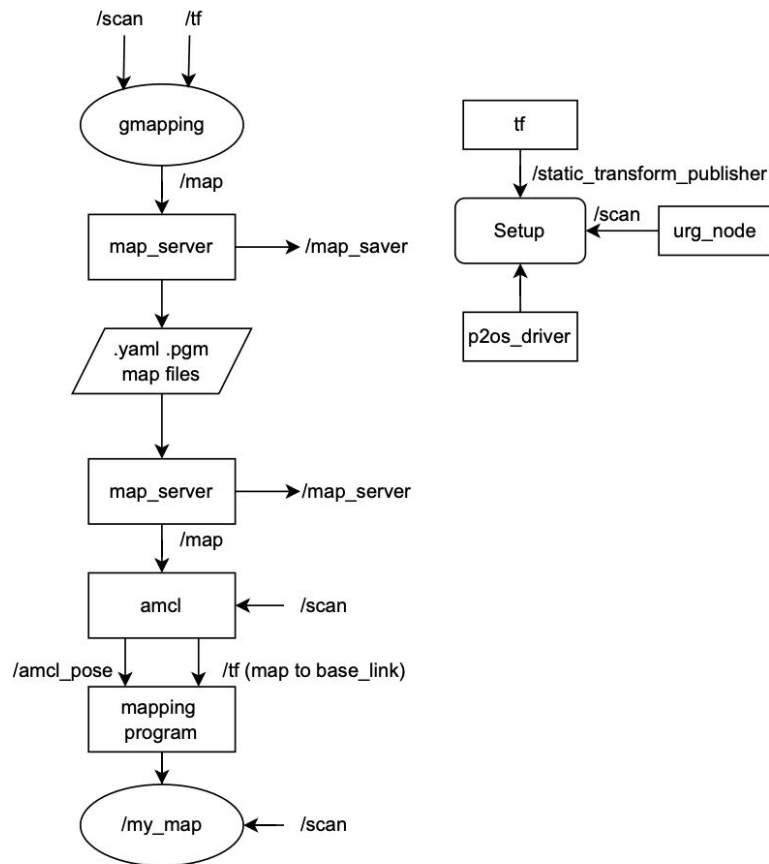 /scan
/tf
gmapping
/map
map_server
/map_saver
.yaml .pgm
map files
map_server
/map_server
/map
amcl
/scan
/amcl_pose
/tf (map to base_link)
mapping
program
/my_map
/scan
tf
/static_transform_publisher
/scan
Setup
urg_node
p2os_driver